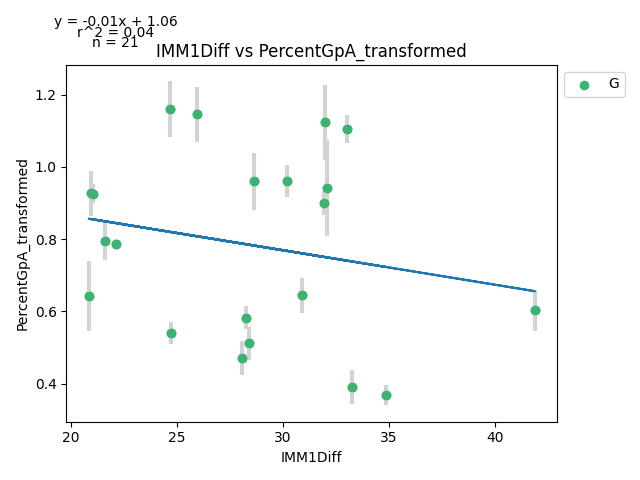 y = -0.01x + 1.06
r^2 = 0.04
n = 21
IMM1Diff vs PercentGpA_transformed
G
PercentGpA_transformed
1.2
1.0
0.8
0.6
0.4
20 25 30 35 40
IMM1Diff